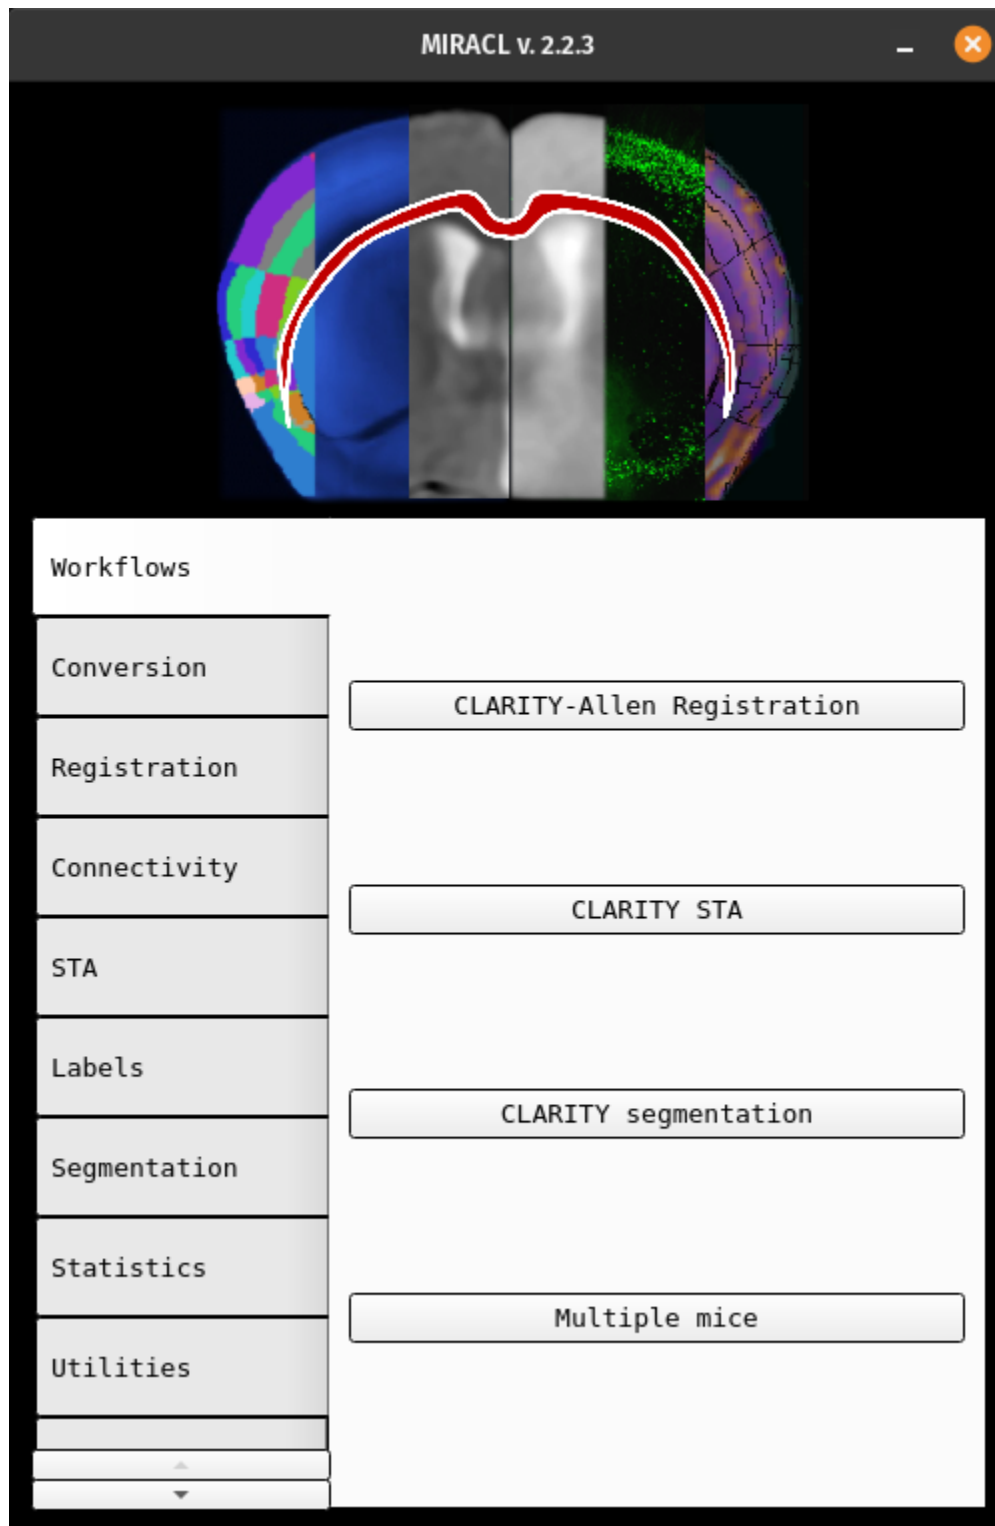 MIRACL v. 2.2.3
Workflows
Conversion
Registration
Connectivity
STA
Labels
Segmentation
Statistics
Utilities
CLARITY-Allen Registration
CLARITY STA
CLARITY segmentation
Multiple mice